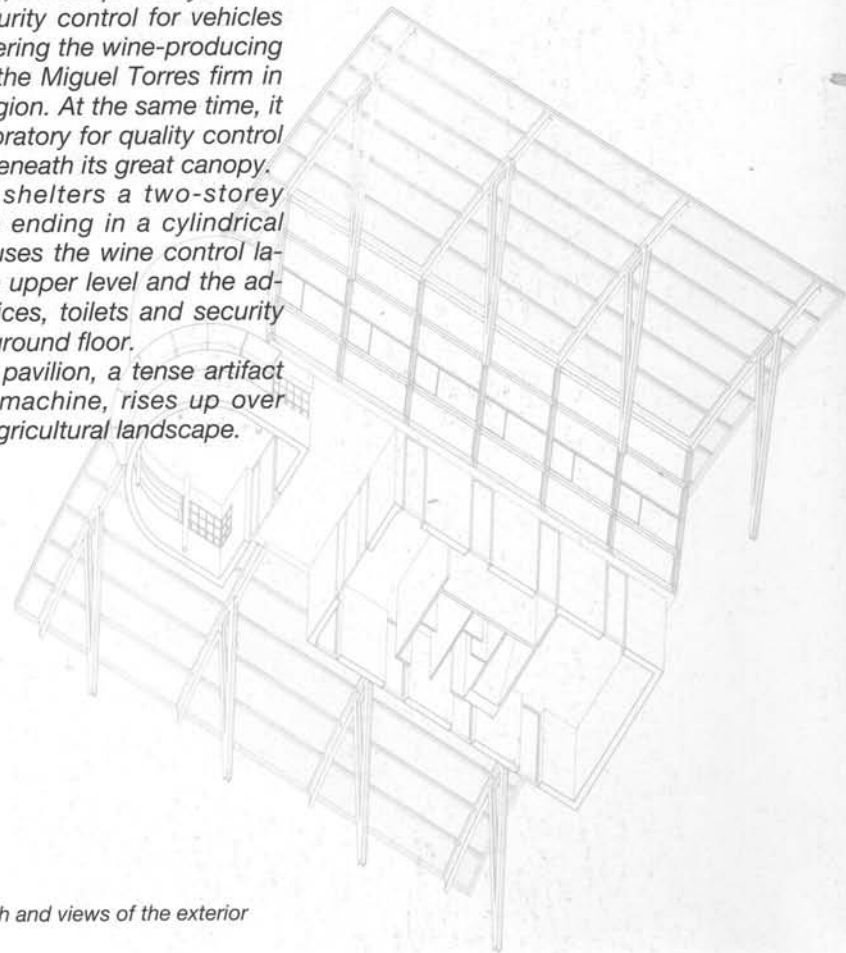 urity control for vehicles
ering the wine-producing
the Miguel Torres firm in
gion. At the same time, it
oratory for quality control
eneath its great canopy.
shelters a two-storey
ending in a cylindrical
uses the wine control la-
upper level and the ad-
ices, toilets and security
ground floor.
pavilion, a tense artifact
machine, rises up over
gricultural landscape.
h and views of the exterior